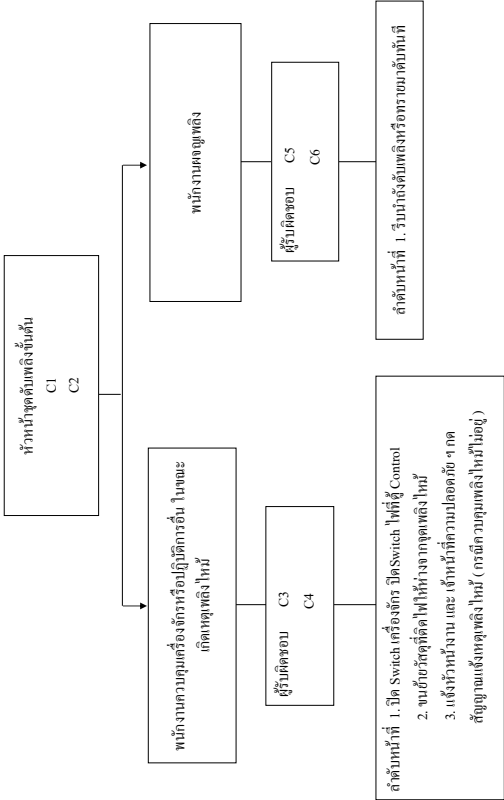 หัวหน้าชุดดับเพลิงขั้นต้น
C1
C2
พนักงานควบคุมเครื่องจักรหรือปฏิบัติการอื่น ในขณะ
เกิดเหตุเพลิงไหม้
ผู้รับผิดชอบ C3
C4
ลำดับหน้าที่ 1. ปิด Switch เครื่องจักร ปิดSwitch ไฟที่ตู้ Control
2. ขนย้ายวัสดุที่ติดไฟให้ห่างจากจุดเพลิงไหม้
3. แจ้งหัวหน้างาน และ เจ้าหน้าที่ความปลอดภัย ฯ กด
สัญญาณแจ้งเหตุเพลิงไหม้ ( กรณีควบคุมเพลิงไหม้ไม่อยู่ )
พนักงานผจญเพลิง
ผู้รับผิดชอบ C5
C6
ลำดับหน้าที่ 1. รีบนำถังดับเพลิงหรือทรายมาดับทันที